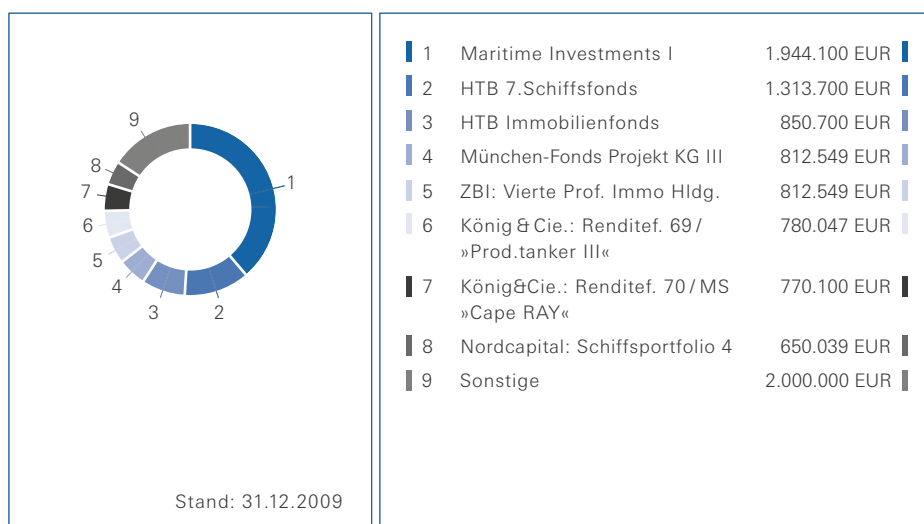 9
8
7
6
5
4
3
2
1
Stand: 31.12.2009
1 Maritime Investments I 1.944.100 EUR
2 HTB 7.Schiffsfonds 1.313.700 EUR
3 HTB Immobilienfonds 850.700 EUR
4 München-Fonds Projekt KG III 812.549 EUR
5 ZBI: Vierte Prof. Immo Hldg. 812.549 EUR
6 König & Cie.: Renditef. 69/ 780.047 EUR
»Prod.tanker III«
7 König&Cie.: Renditef. 70/MS 770.100 EUR
»Cape RAY«
8 Nordcapital: Schiffsportfolio 4 650.039 EUR
9 Sonstige 2.000.000 EUR